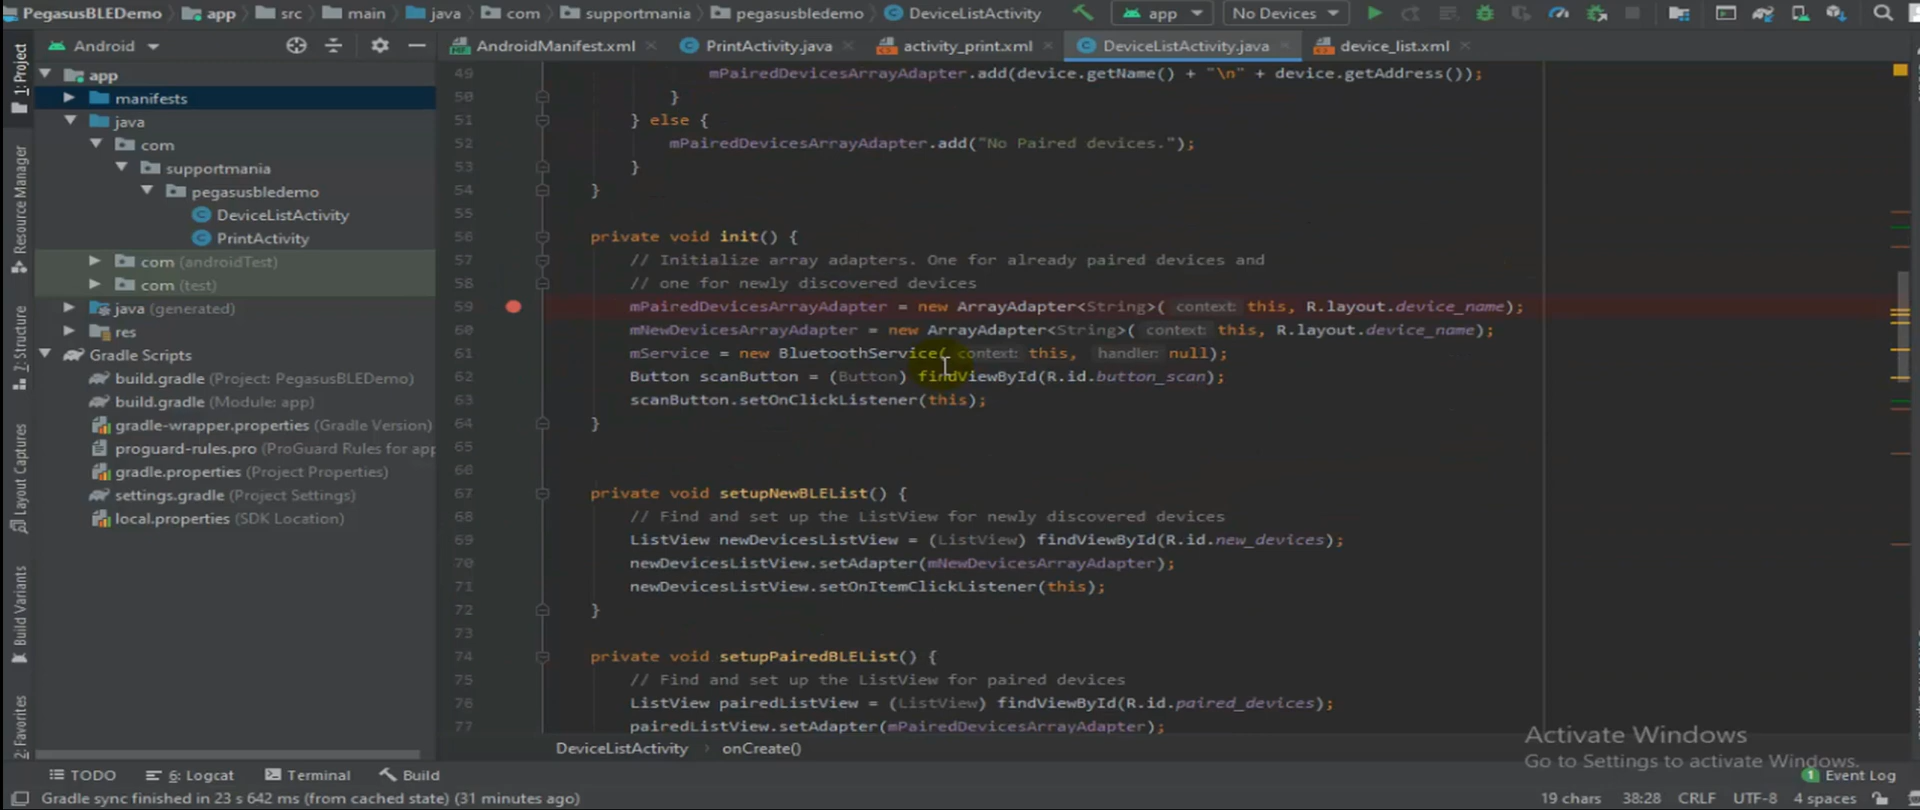 PegasusBLEDemo app src main java com supportmania pegasusbledemo DeviceListActivity app No Devices
Android AndroidManifest.xml PrintActivity.java activity_print.xml DeviceListActivity.java device_list.xml
1: Project
Resource Manager
7: Structure
Layout Captures
Build Variants
2: Favorites
app
manifests
java
com
supportmania
pegasusbledemo
DeviceListActivity
PrintActivity
com (androidTest)
com (test)
java (generated)
res
Gradle Scripts
build.gradle (Project: PegasusBLEDemo)
build.gradle (Module: app)
gradle-wrapper.properties (Gradle Version)
proguard-rules.pro (ProGuard Rules for app
gradle.properties (Project Properties)
settings.gradle (Project Settings)
local.properties (SDK Location)
49 mPairedDevicesArrayAdapter.add(device.getName() + "\n" + device.getAddress());
50 }
51 } else {
52 mPairedDevicesArrayAdapter.add("No Paired devices.");
53 }
54 }
55
56 private void init() {
57 // Initialize array adapters. One for already paired devices and
58 // one for newly discovered devices
59 mPairedDevicesArrayAdapter = new ArrayAdapter<String>( context: this, R.layout.device_name);
60 mNewDevicesArrayAdapter = new ArrayAdapter<String>( context: this, R.layout.device_name);
61 mService = new BluetoothService( context: this, handler: null);
62 Button scanButton = (Button) findViewById(R.id.button_scan);
63 scanButton.setOnClickListener(this);
64 }
65
66
67 private void setupNewBLEList() {
68 // Find and set up the ListView for newly discovered devices
69 ListView newDevicesListView = (ListView) findViewById(R.id.new_devices);
70 newDevicesListView.setAdapter(mNewDevicesArrayAdapter);
71 newDevicesListView.setOnItemClickListener(this);
72 }
73
74 private void setupPairedBLEList() {
75 // Find and set up the ListView for paired devices
76 ListView pairedListView = (ListView) findViewById(R.id.paired_devices);
77 pairedListView.setAdapter(mPairedDevicesArrayAdapter);
DeviceListActivity onCreate()
Activate Windows
Go to Settings to activate Windows.
TODO 6: Logcat Terminal Build 1 Event Log
Gradle sync finished in 23 s 642 ms (from cached state) (31 minutes ago) 19 chars 38:28 CRLF UTF-8 4 spaces